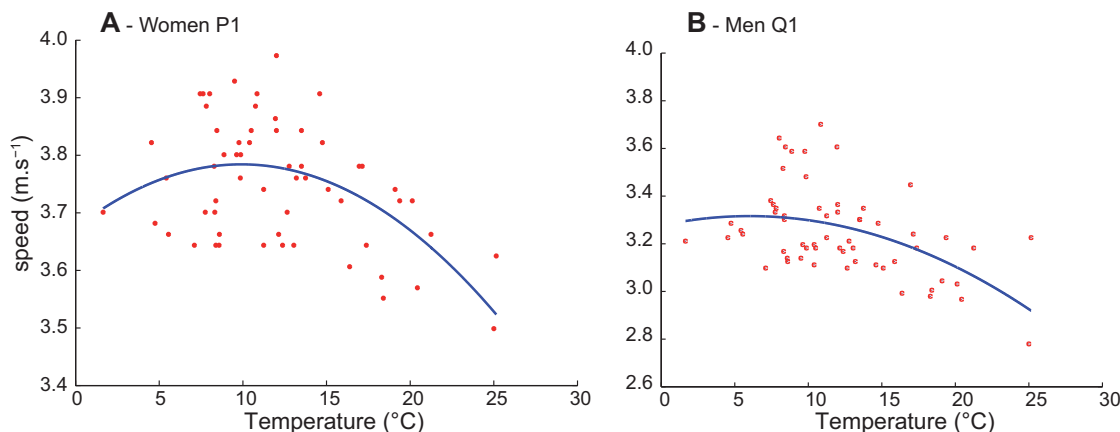 A - Women P1
4.0
3.9
3.8
3.7
3.6
3.5
3.4
speed (m.s⁻¹)
0 5 10 15 20 25 30
Temperature (°C)
B - Men Q1
4.0
3.8
3.6
3.4
3.2
3.0
2.8
2.6
0 5 10 15 20 25 30
Temperature (°C)